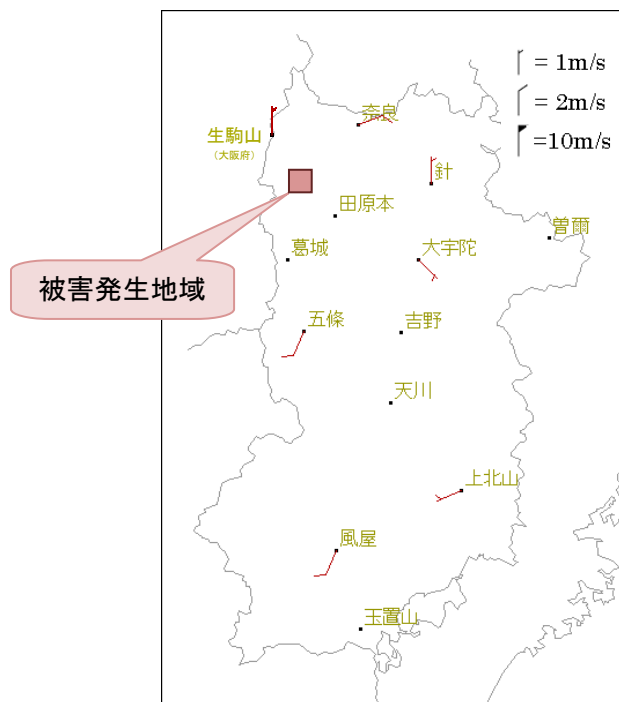 = 1m/s
= 2m/s
=10m/s
奈良
生駒山
(大阪府)
針
田原本
曽爾
葛城
大宇陀
被害発生地域
五條
吉野
天川
上北山
風屋
玉置山